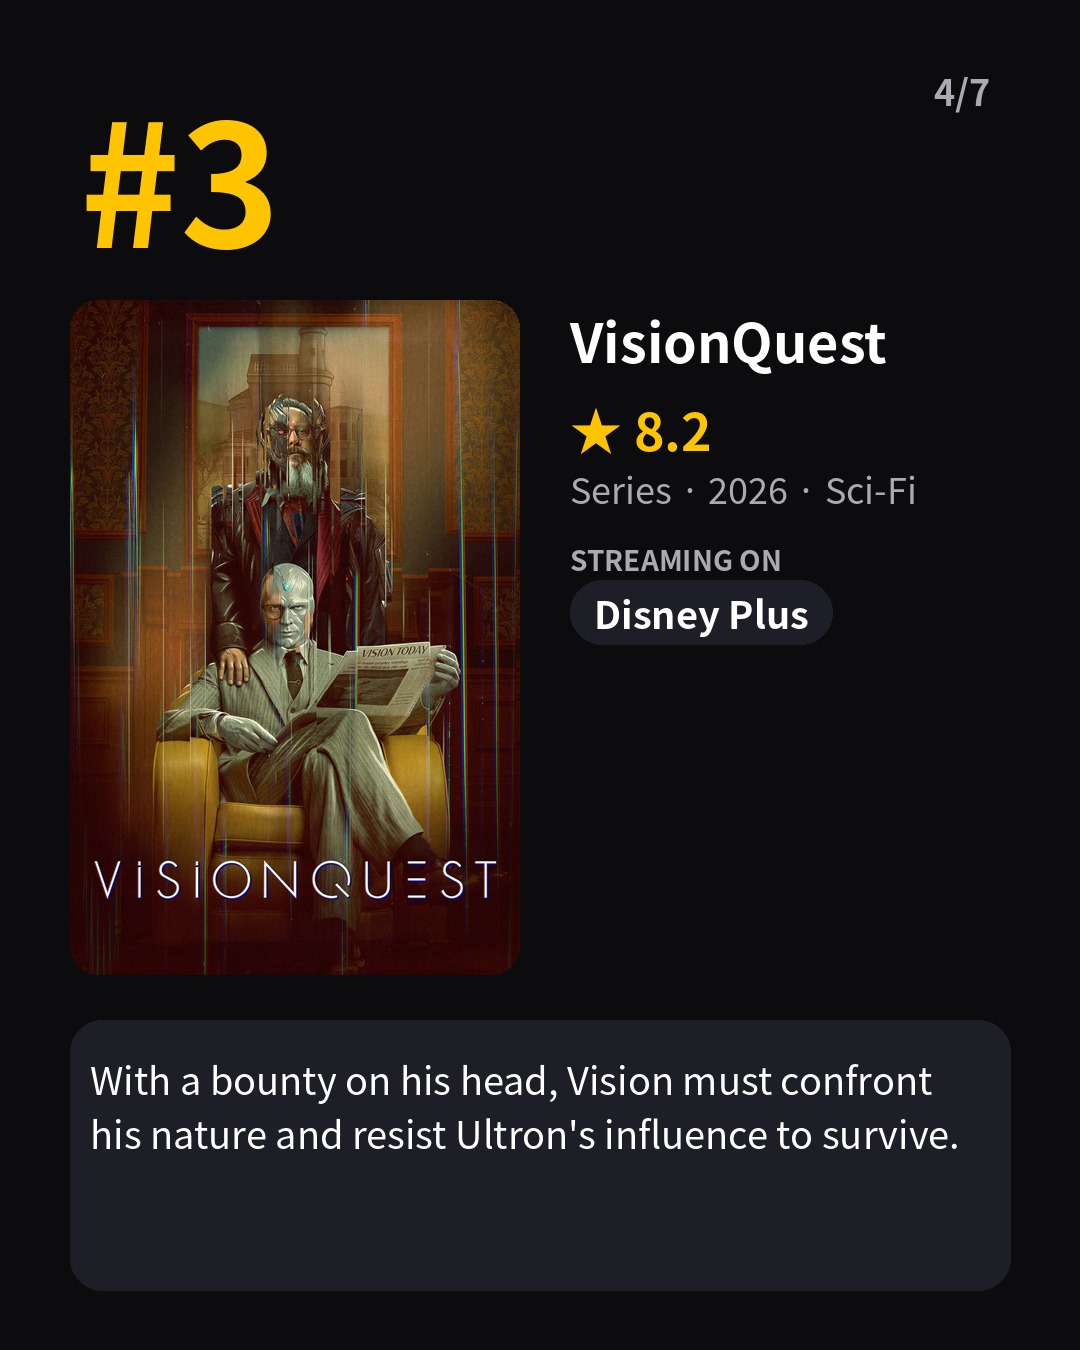 4/7
#3
VISION TODAY
ViSiONQUEST
VisionQuest
★ 8.2
Series · 2026 · Sci-Fi
STREAMING ON
Disney Plus
With a bounty on his head, Vision must confront
his nature and resist Ultron's influence to survive.